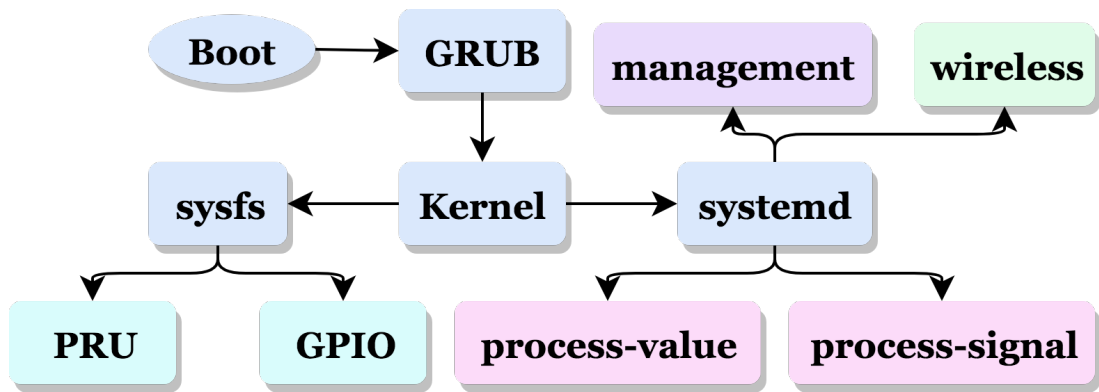 Boot
GRUB
management
wireless
sysfs
Kernel
systemd
PRU
GPIO
process-value
process-signal